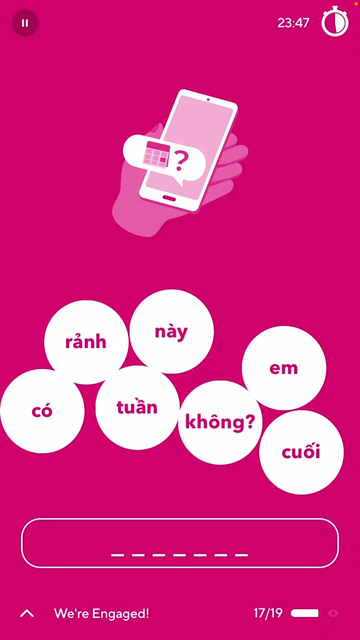 23:47
?
này
rảnh
em
tuần
có
không?
cuối
We're Engaged!
17/19